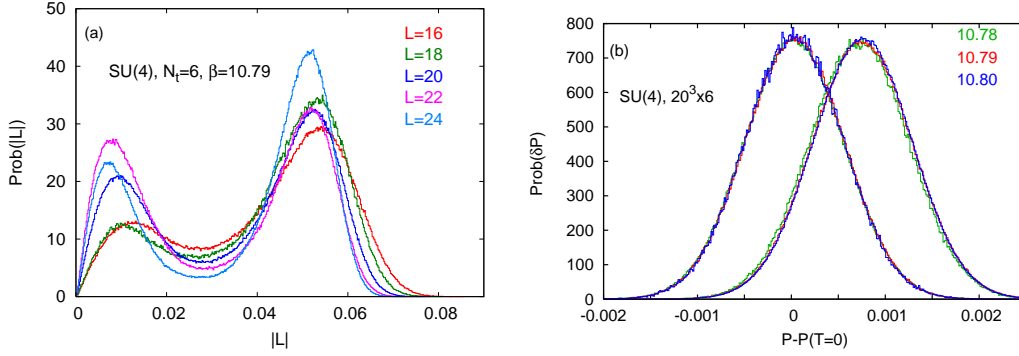 (a)
SU(4), N_t=6, β=10.79
L=16
L=18
L=20
L=22
L=24
Prob(|L|)
50
40
30
20
10
0
0
0.02
0.04
0.06
0.08
|L|
(b)
SU(4), 20^3x6
10.78
10.79
10.80
Prob(δP)
800
700
600
500
400
300
200
100
0
-0.002
-0.001
0
0.001
0.002
P-P(T=0)